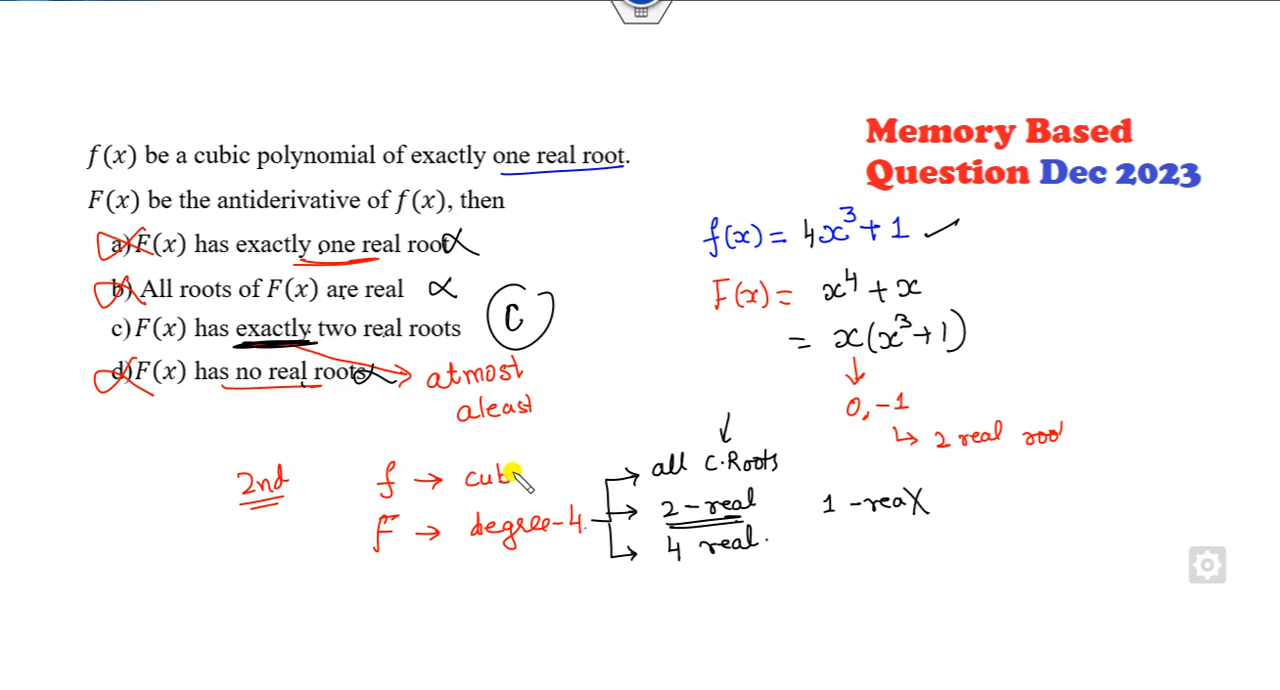 Memory Based
Question Dec 2023
f(x) be a cubic polynomial of exactly one real root.
F(x) be the antiderivative of f(x), then
a) F(x) has exactly one real root
b) All roots of F(x) are real
c) F(x) has exactly two real roots
d) F(x) has no real roots
C
atmost
aleast
f(x) = 4x³ + 1 ✓
F(x) = x⁴ + x
= x(x³ + 1)
↓
0, -1
↳ 2 real root
2nd
f → cub
F → degree-4
↓
→ all C.Roots
→ 2-real
→ 4 real.
1 -real X